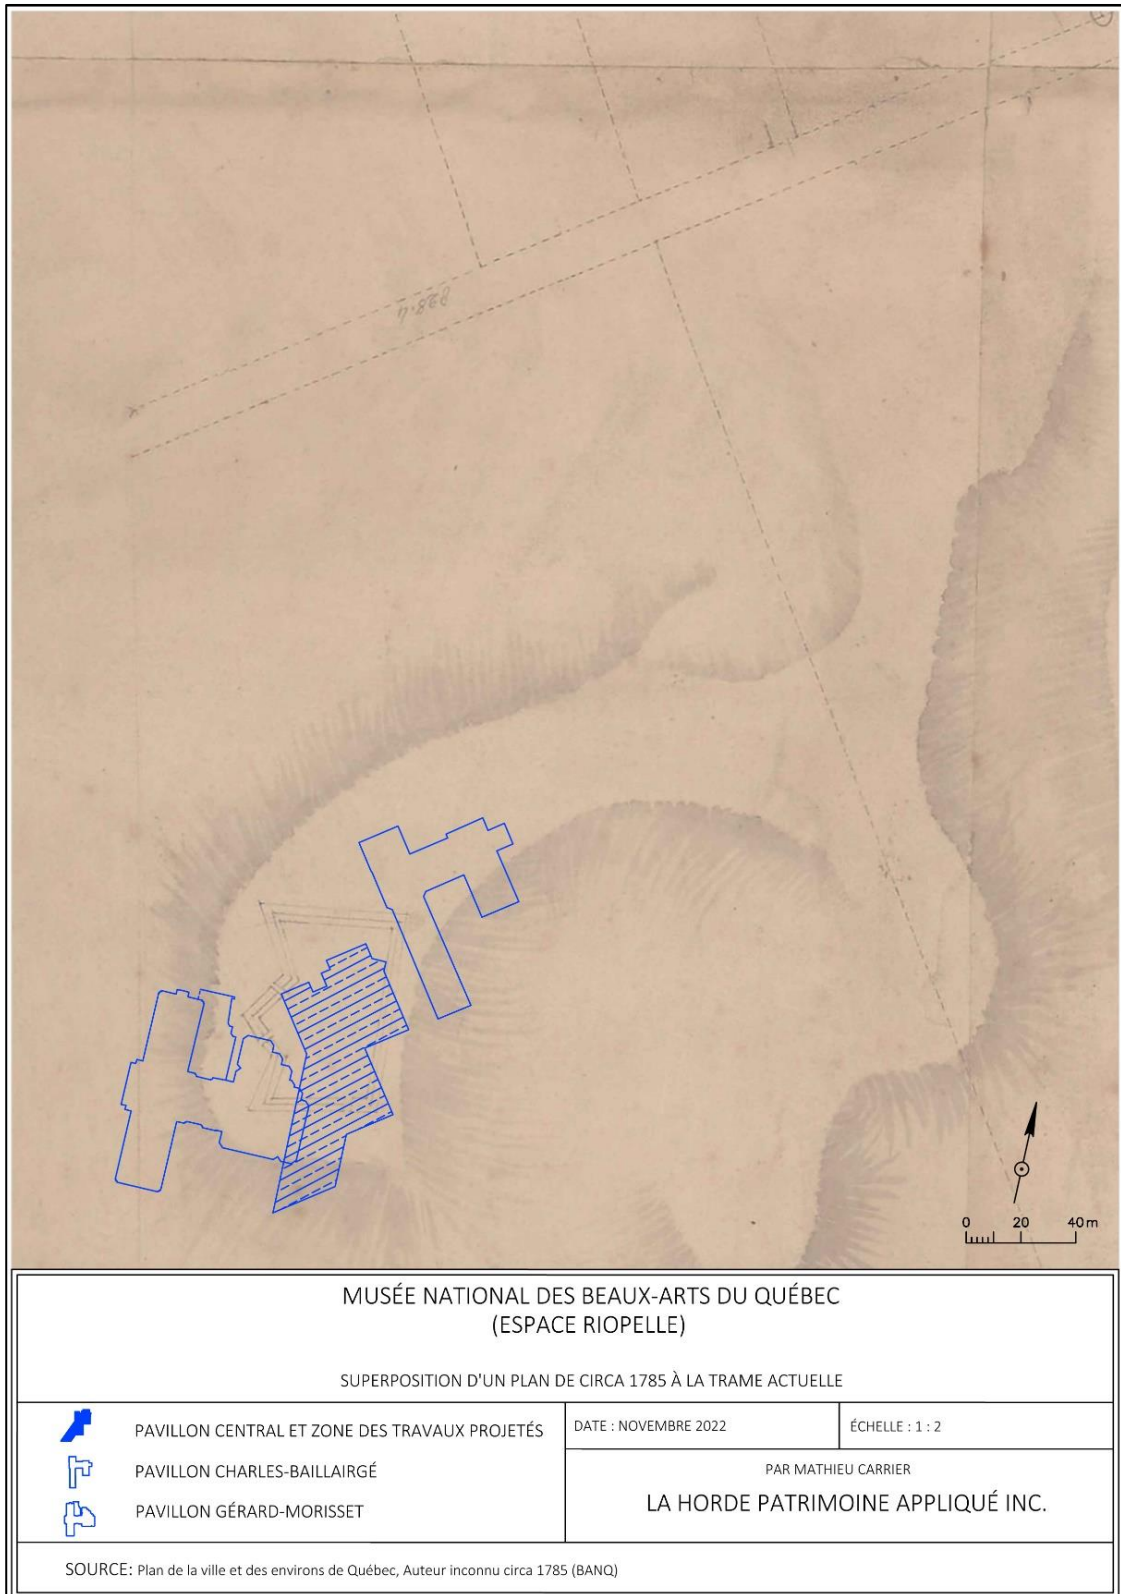 828.4
0 20 40m
MUSÉE NATIONAL DES BEAUX-ARTS DU QUÉBEC
(ESPACE RIOPELLE)
SUPERPOSITION D'UN PLAN DE CIRCA 1785 À LA TRAME ACTUELLE
PAVILLON CENTRAL ET ZONE DES TRAVAUX PROJETÉS
PAVILLON CHARLES-BAILLAIRGÉ
PAVILLON GÉRARD-MORISSET
DATE : NOVEMBRE 2022
ÉCHELLE : 1 : 2
PAR MATHIEU CARRIER
LA HORDE PATRIMOINE APPLIQUÉ INC.
SOURCE: Plan de la ville et des environs de Québec, Auteur inconnu circa 1785 (BANQ)